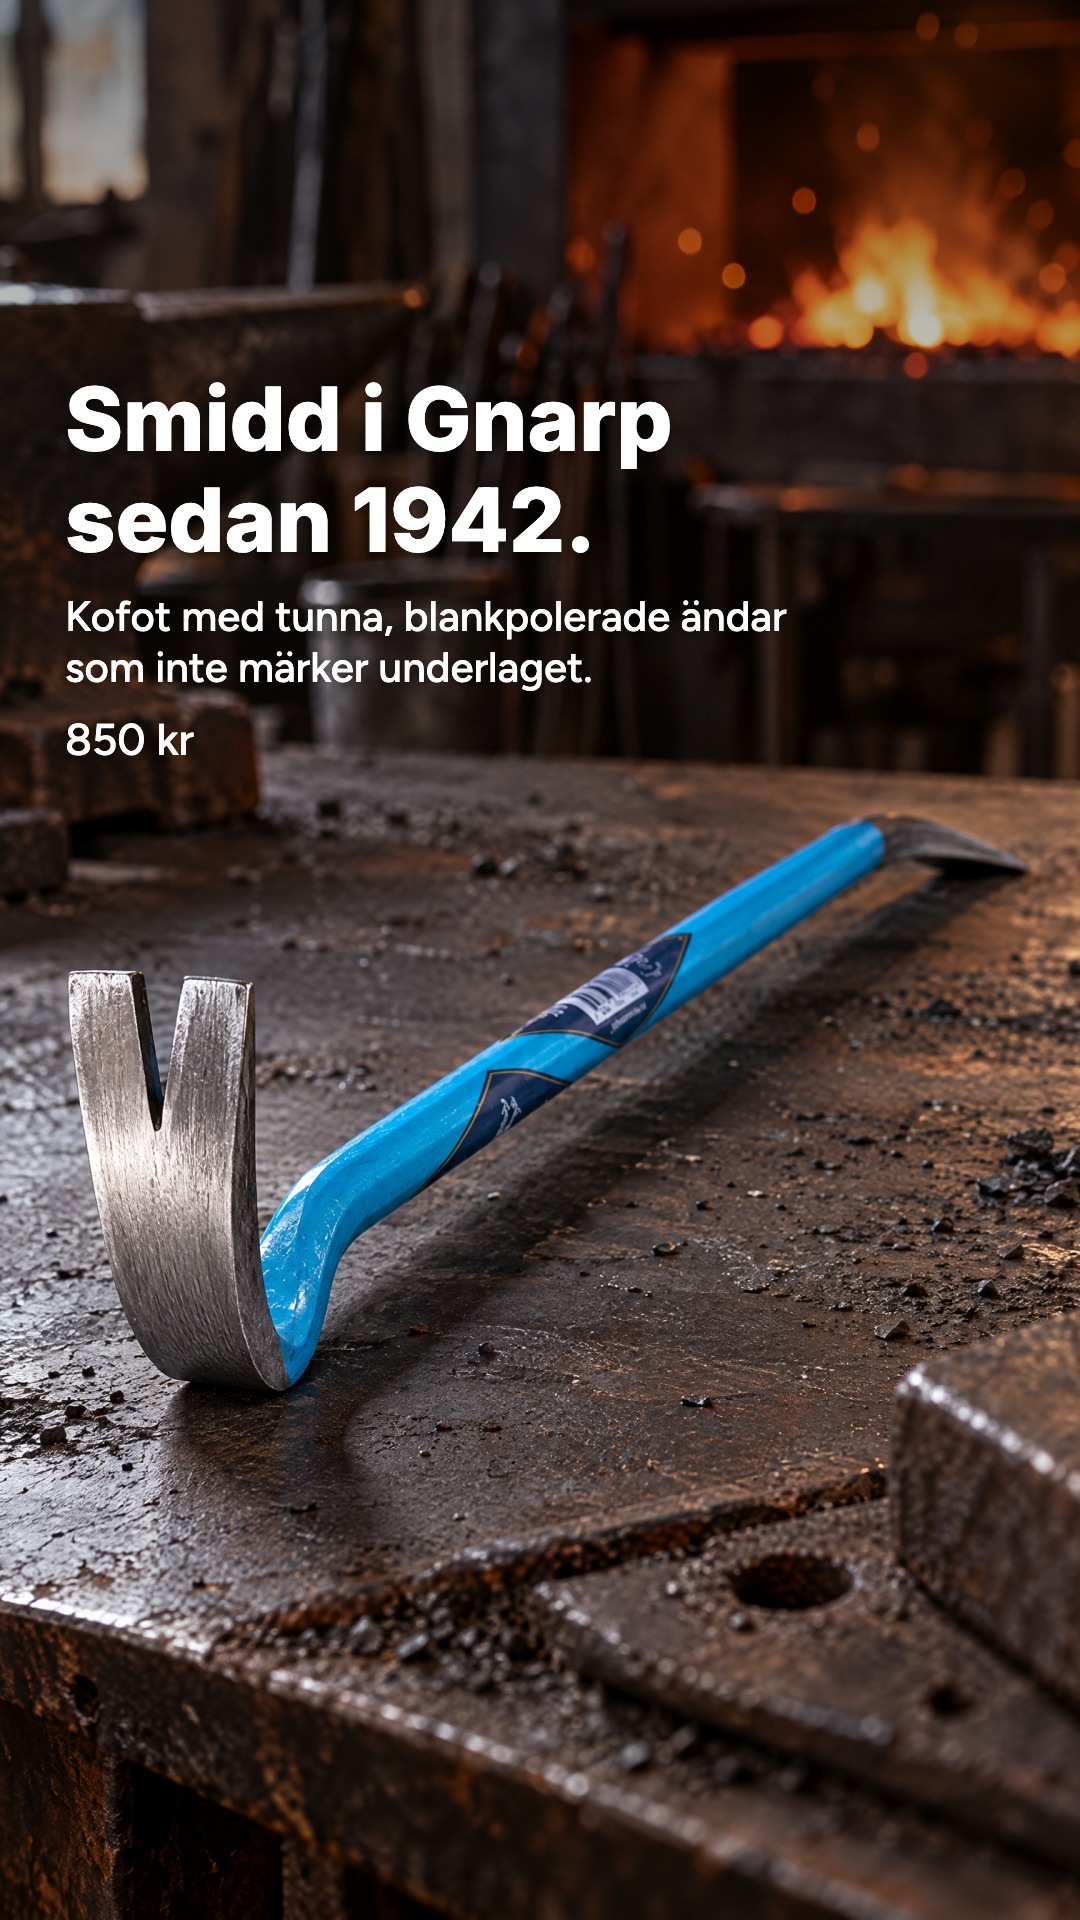 Smidd i Gnarp
sedan 1942.
Kofot med tunna, blankpolerade ändar
som inte märker underlaget.
850 kr